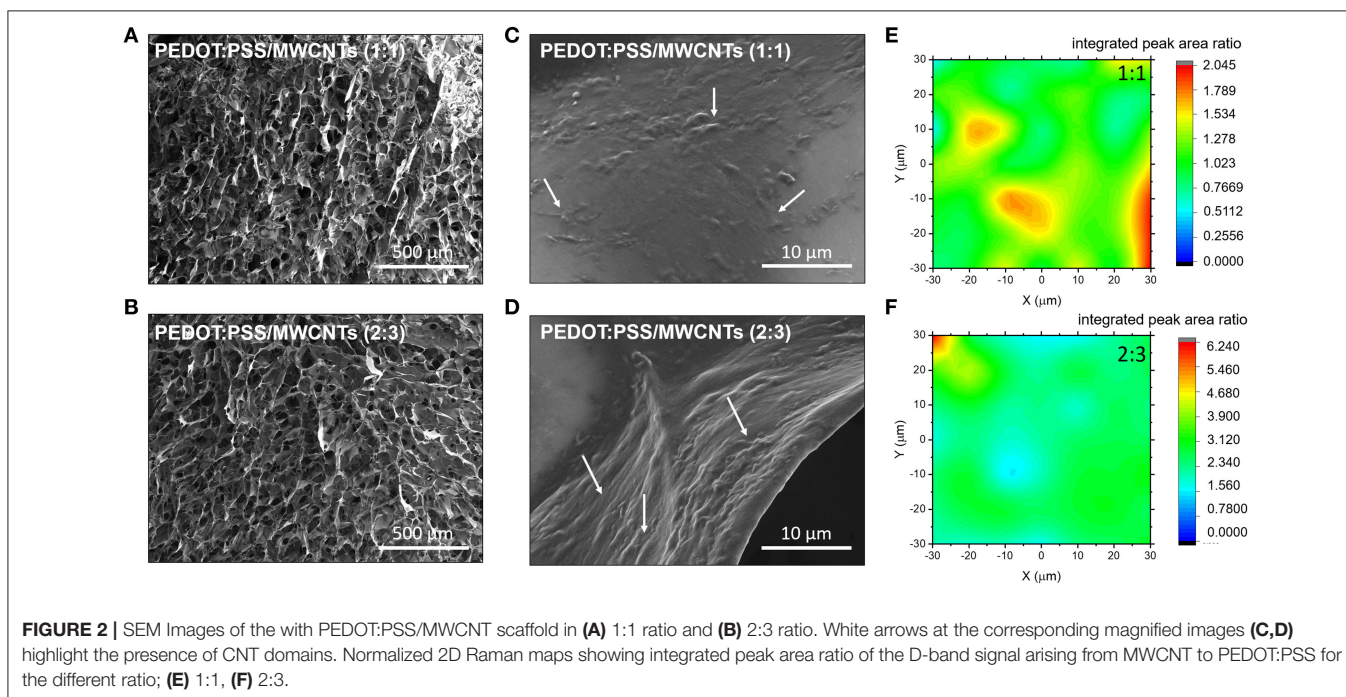 A
PEDOT:PSS/MWCNTs (1:1)
500 µm
C
PEDOT:PSS/MWCNTs (1:1)
10 µm
E
integrated peak area ratio
1:1
30
20
10
0
-10
-20
-30
Y (µm)
-30 -20 -10 0 10 20 30
X (µm)
2.045
1.789
1.534
1.278
1.023
0.7669
0.5112
0.2556
0.0000
B
PEDOT:PSS/MWCNTs (2:3)
500 µm
D
PEDOT:PSS/MWCNTs (2:3)
10 µm
F
integrated peak area ratio
2:3
30
20
10
0
-10
-20
-30
Y (µm)
-30 -20 -10 0 10 20 30
X (µm)
6.240
5.460
4.680
3.900
3.120
2.340
1.560
0.7800
0.0000
FIGURE 2 | SEM Images of the with PEDOT:PSS/MWCNT scaffold in (A) 1:1 ratio and (B) 2:3 ratio. White arrows at the corresponding magnified images (C,D)
highlight the presence of CNT domains. Normalized 2D Raman maps showing integrated peak area ratio of the D-band signal arising from MWCNT to PEDOT:PSS for
the different ratio; (E) 1:1, (F) 2:3.